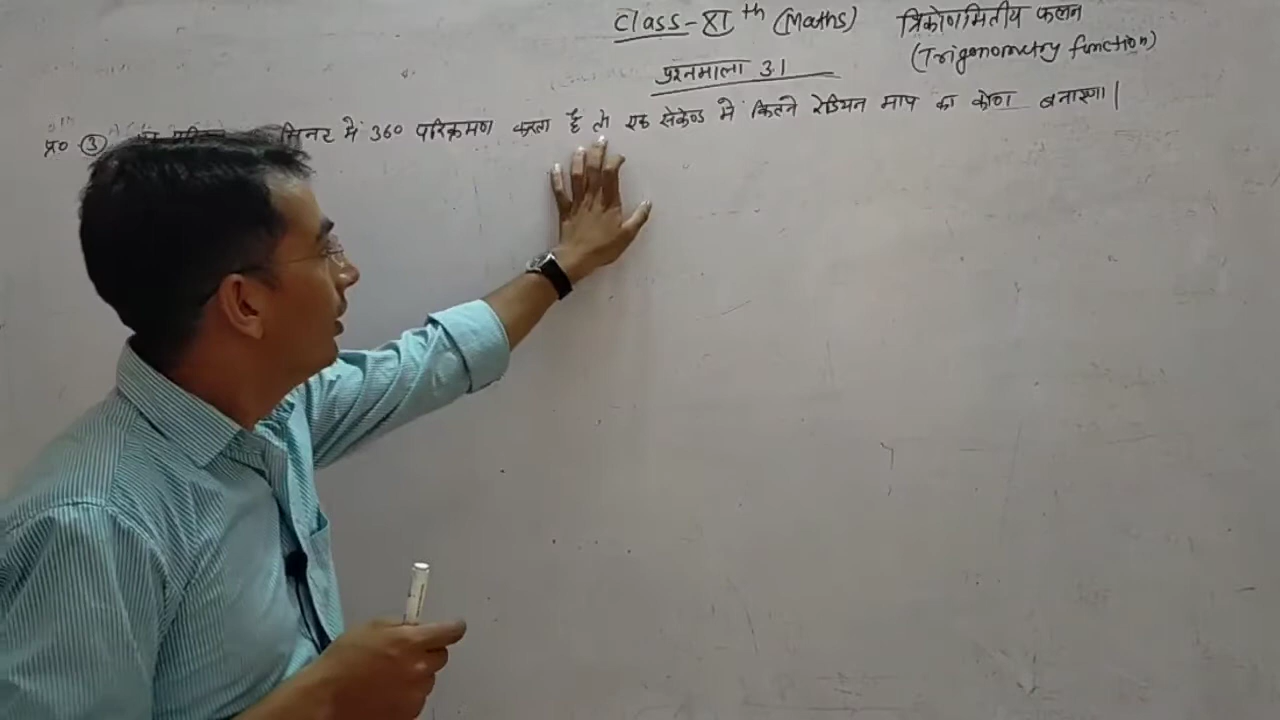 Class-XI th (Maths) त्रिकोणमितीय फलन
(Trigonometry function)
प्रश्नमाला 3.1
प्र० ③ मिनट में 360 परिक्रमण करता है तो एक सेकेण्ड में कितने रेडियन माप का कोण बनाएगा|